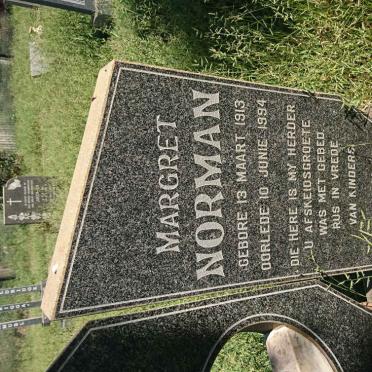 MARGRET
NORMAN
GEBORE 13 MAART 1913
OORLEDE 10 JUNIE 1994
DIE HERE IS MY HERDER.
U AFSKEIDSGROETE
WAS MET GEBED.
RUS IN VREDE.
VAN KINDERS